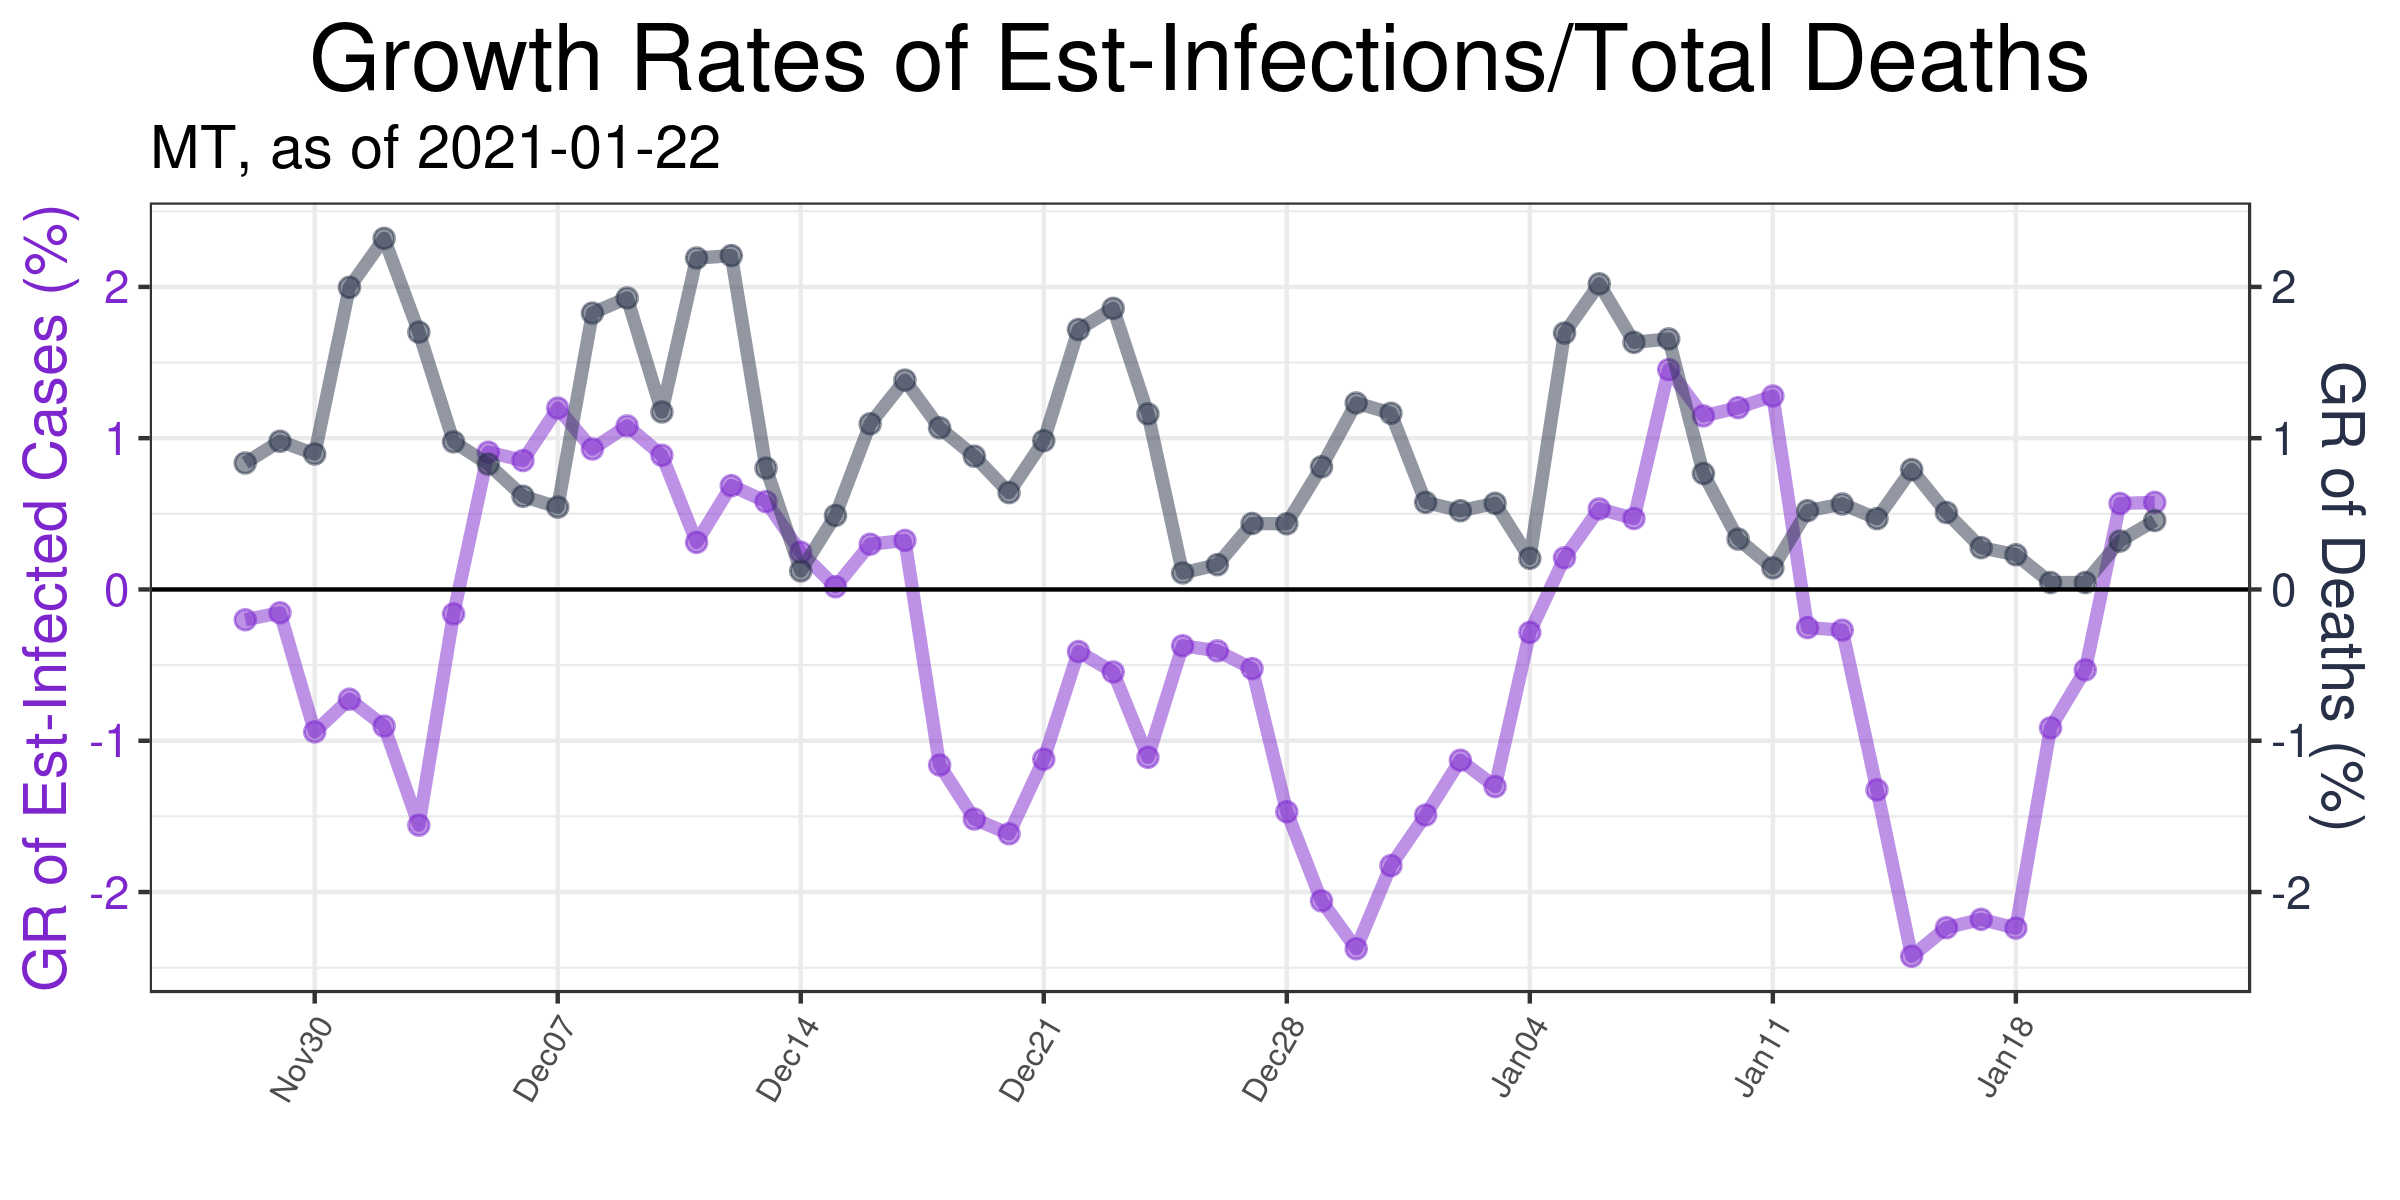 Growth Rates of Est-Infections/Total Deaths
MT, as of 2021-01-22
GR of Est-Infected Cases (%)
2
1
0
-1
-2
2
1
0
-1
-2
GR of Deaths (%)
Nov30
Dec07
Dec14
Dec21
Dec28
Jan04
Jan11
Jan18